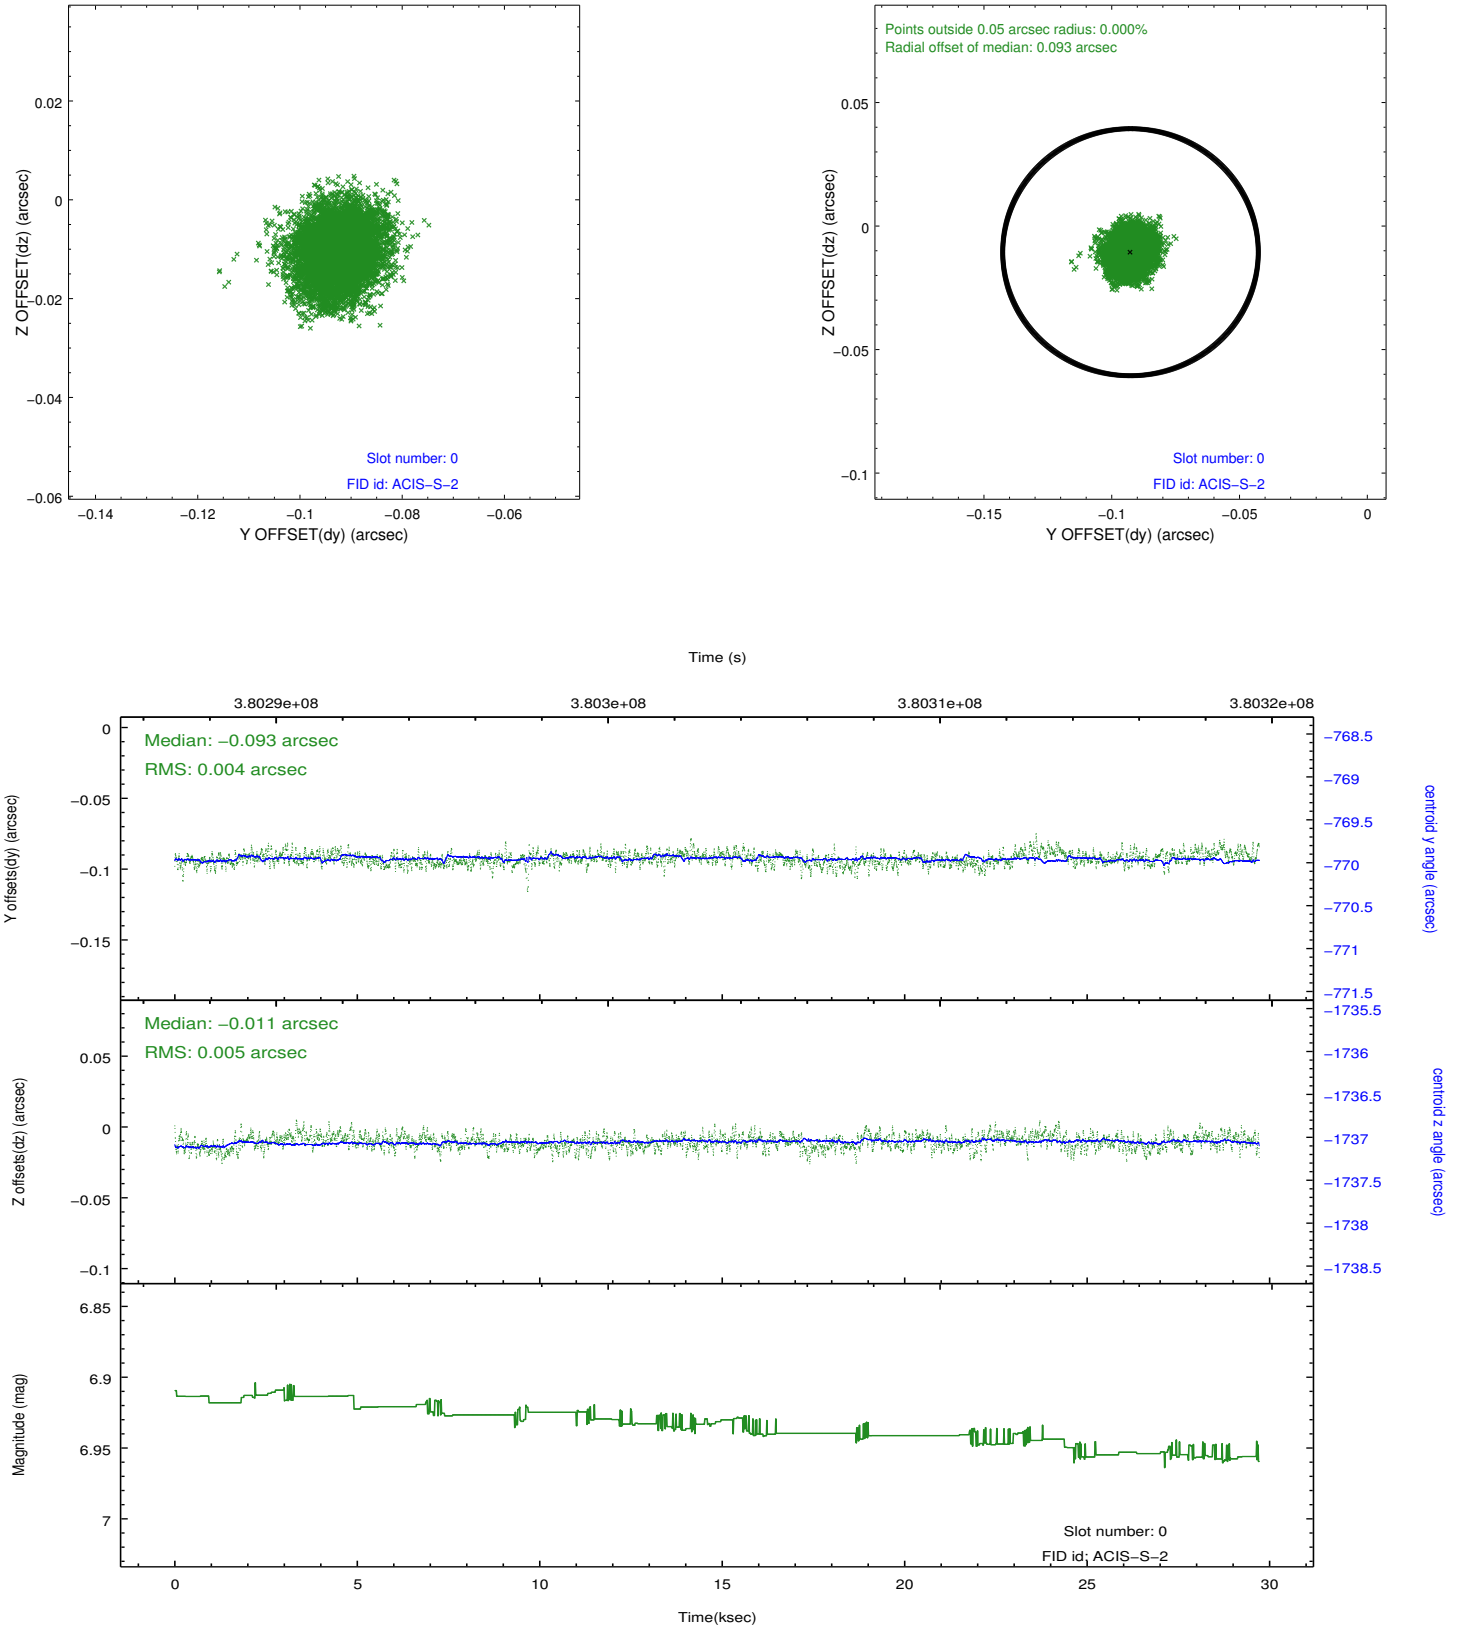 0.02
0
−0.02
−0.04
−0.06
Z OFFSET(dz) (arcsec)
Slot number: 0
FID id: ACIS−S−2
−0.14
−0.12
−0.1
−0.08
−0.06
Y OFFSET(dy) (arcsec)
Points outside 0.05 arcsec radius: 0.000%
Radial offset of median: 0.093 arcsec
0.05
0
−0.05
−0.1
Z OFFSET(dz) (arcsec)
Slot number: 0
FID id: ACIS−S−2
−0.15
−0.1
−0.05
0
Y OFFSET(dy) (arcsec)
Time (s)
3.8029e+08
3.803e+08
3.8031e+08
3.8032e+08
Median: −0.093 arcsec
RMS: 0.004 arcsec
0
−0.05
−0.1
−0.15
Y offsets(dy) (arcsec)
−768.5
−769
−769.5
−770
−770.5
−771
−771.5
centroid y angle (arcsec)
Median: −0.011 arcsec
RMS: 0.005 arcsec
0.05
0
−0.05
−0.1
Z offsets(dz) (arcsec)
−1735.5
−1736
−1736.5
−1737
−1737.5
−1738
−1738.5
centroid z angle (arcsec)
6.85
6.9
6.95
7
Magnitude (mag)
Slot number: 0
FID id: ACIS−S−2
0
5
10
15
20
25
30
Time(ksec)